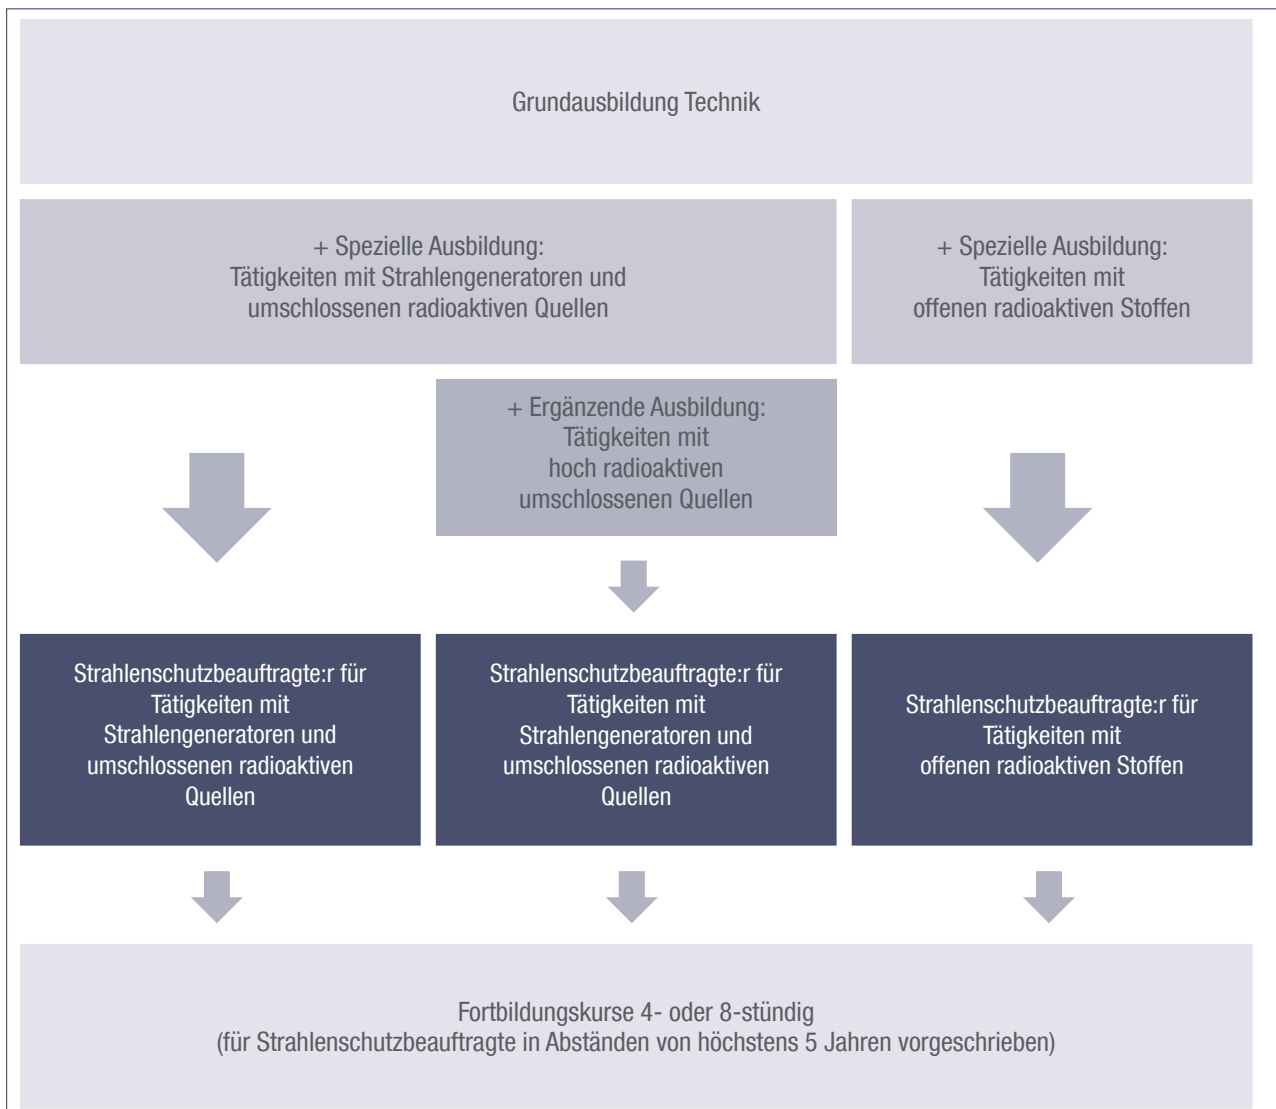 Grundausbildung Technik
+ Spezielle Ausbildung:
Tätigkeiten mit Strahlengeneratoren und
umschlossenen radioaktiven Quellen
+ Spezielle Ausbildung:
Tätigkeiten mit
offenen radioaktiven Stoffen
+ Ergänzende Ausbildung:
Tätigkeiten mit
hoch radioaktiven
umschlossenen Quellen
Strahlenschutzbeauftragte:r für
Tätigkeiten mit
Strahlengeneratoren und
umschlossenen radioaktiven
Quellen
Strahlenschutzbeauftragte:r für
Tätigkeiten mit
Strahlengeneratoren und
umschlossenen radioaktiven
Quellen
Strahlenschutzbeauftragte:r für
Tätigkeiten mit
offenen radioaktiven Stoffen
Fortbildungskurse 4- oder 8-stündig
(für Strahlenschutzbeauftragte in Abständen von höchstens 5 Jahren vorgeschrieben)